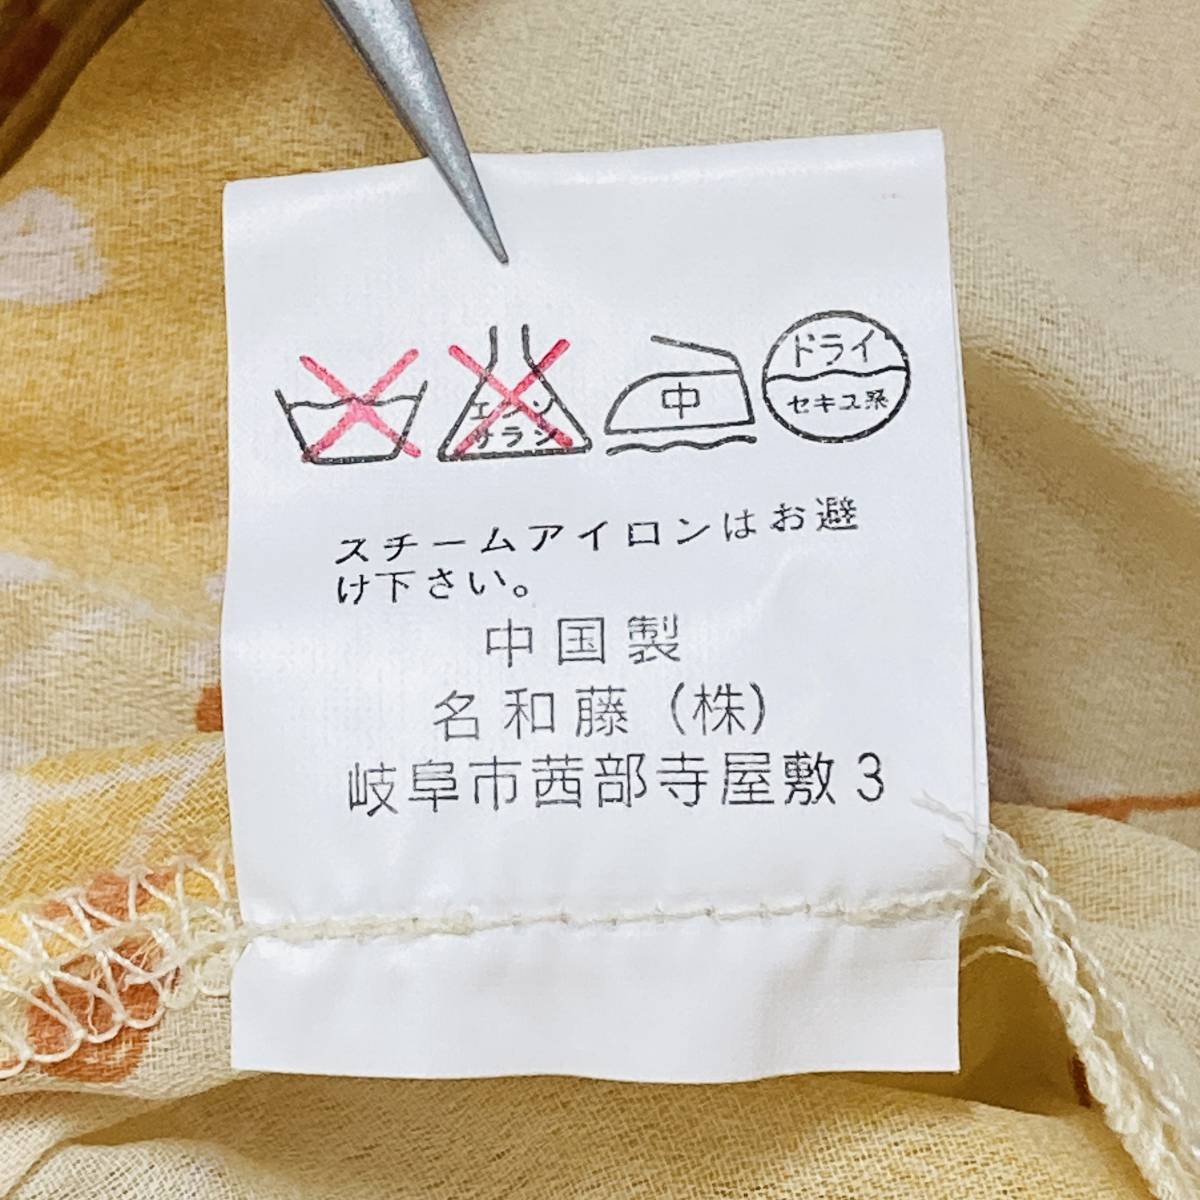 エンソ
サラシ
中
ドライ
セキユ系
スチームアイロンはお避
け下さい。
中国製
名和藤（株）
岐阜市茜部寺屋敷3